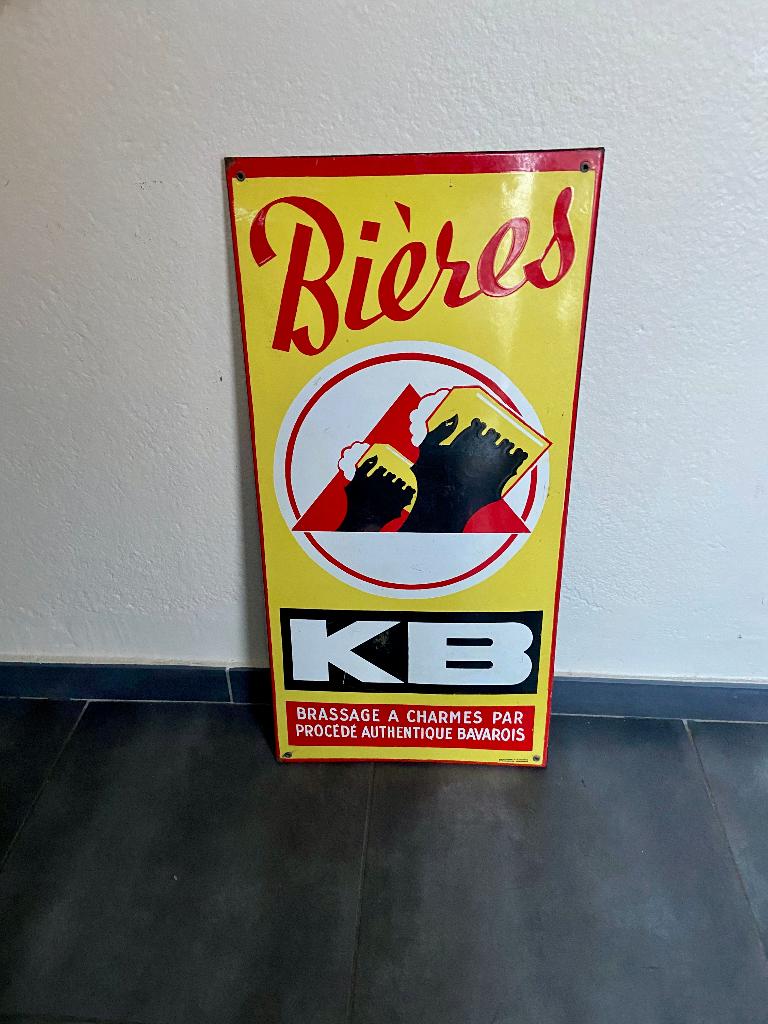 Bières
KB
BRASSAGE A CHARMES PAR
PROCÉDÉ AUTHENTIQUE BAVAROIS